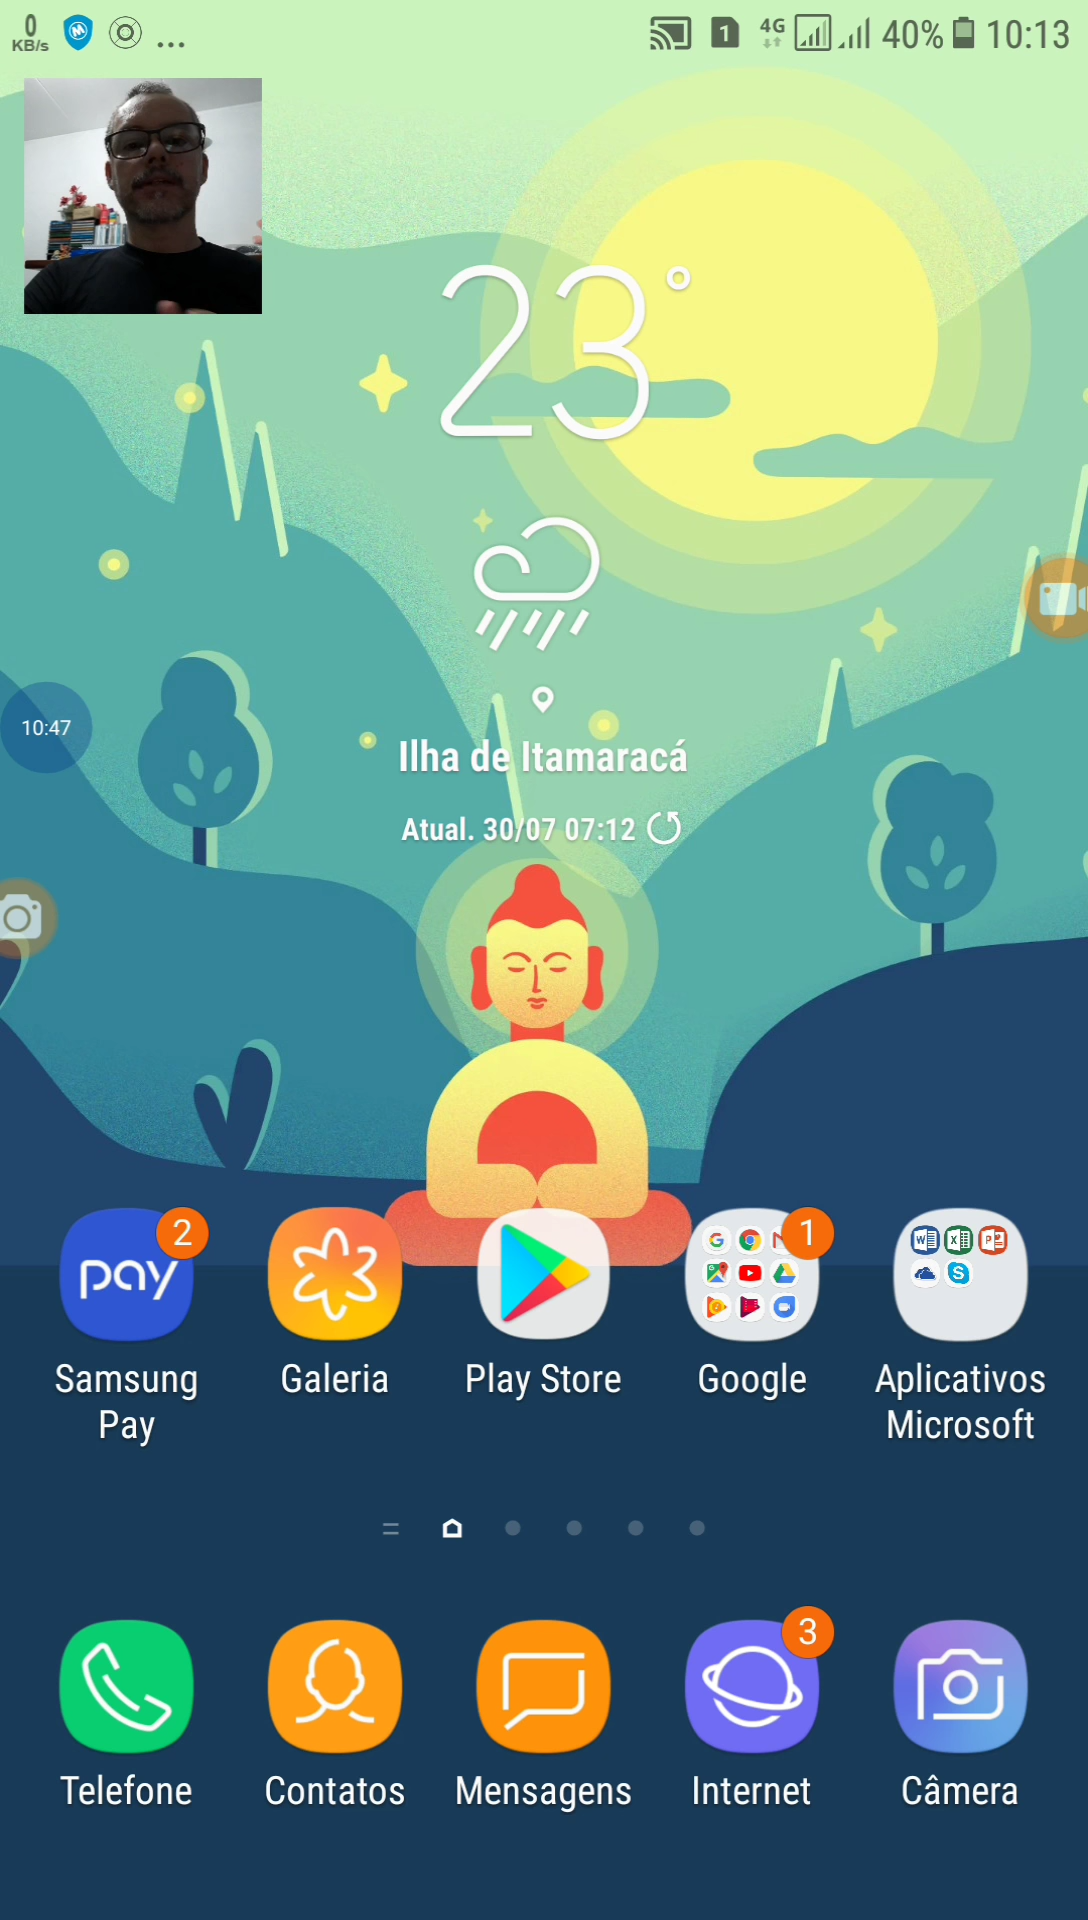 0
KB/s
M
...
1
4G
40%
10:13
23°
10:47
Ilha de Itamaracá
Atual. 30/07 07:12
2
1
pay
G
W
X
P
S
Samsung
Pay
Galeria
Play Store
Google
Aplicativos
Microsoft
3
Telefone
Contatos
Mensagens
Internet
Câmera